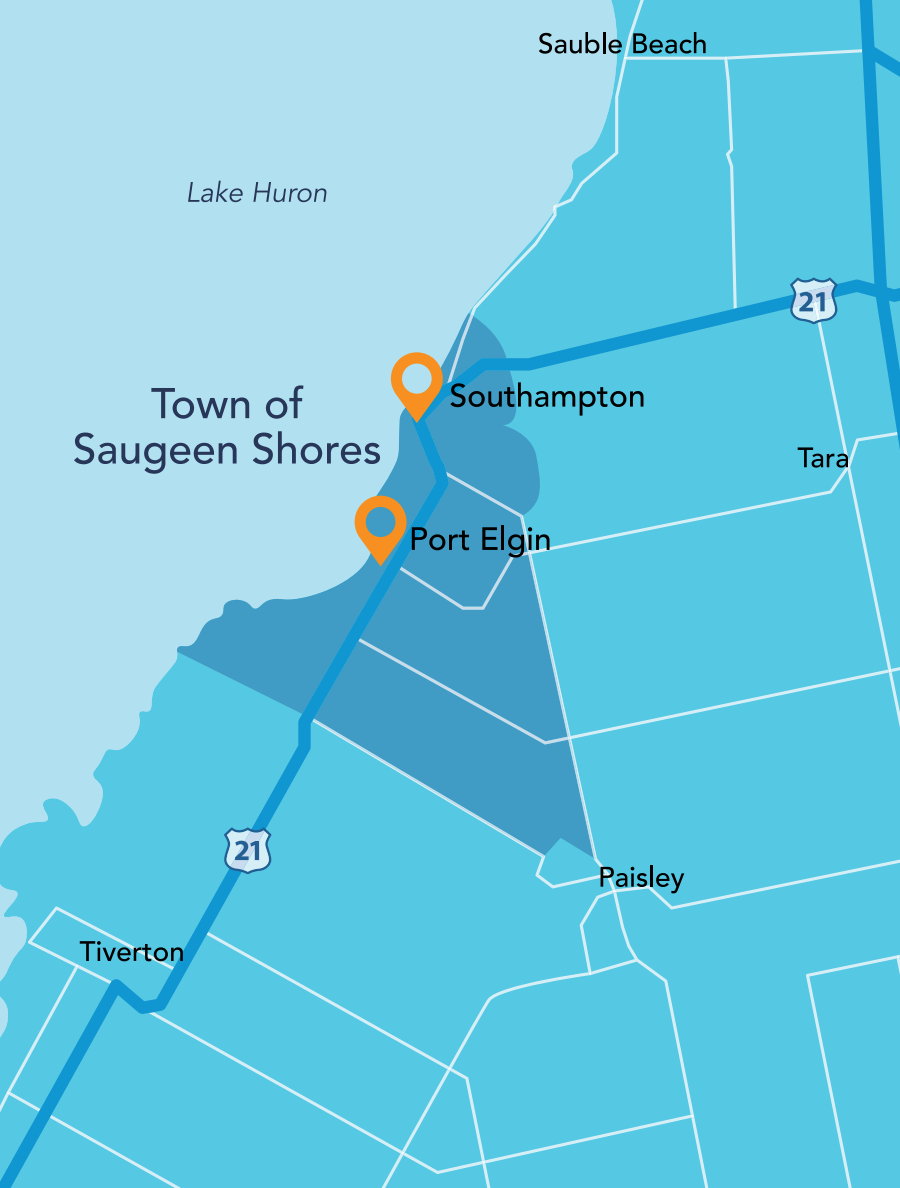 Sauble Beach
Lake Huron
21
Town of
Saugeen Shores
Southampton
Tara
Port Elgin
21
Paisley
Tiverton